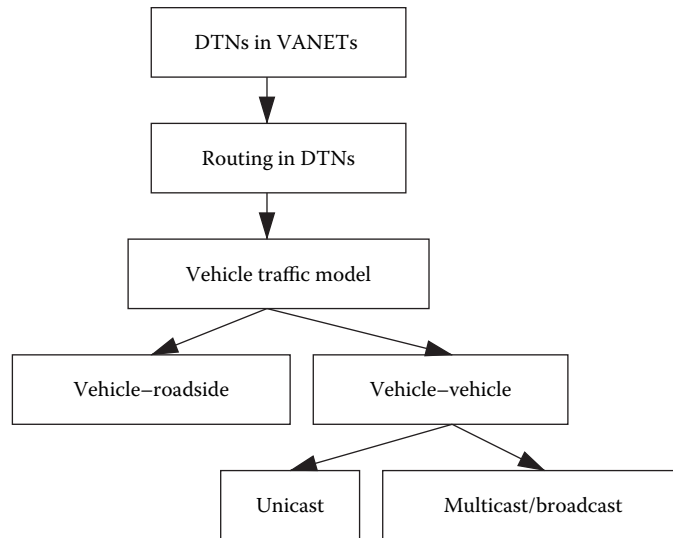 DTNs in VANETs
Routing in DTNs
Vehicle traffic model
Vehicle–roadside
Vehicle–vehicle
Unicast
Multicast/broadcast